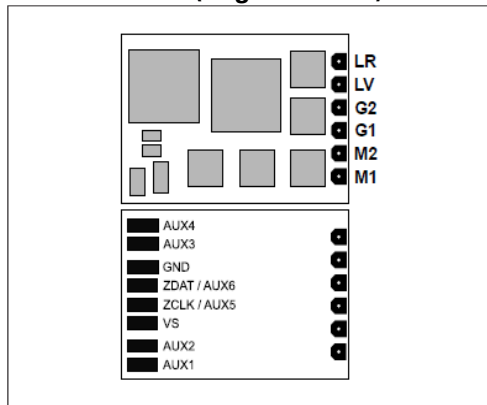 LR
LV
G2
G1
M2
M1
AUX4
AUX3
GND
ZDAT / AUX6
ZCLK / AUX5
VS
AUX2
AUX1